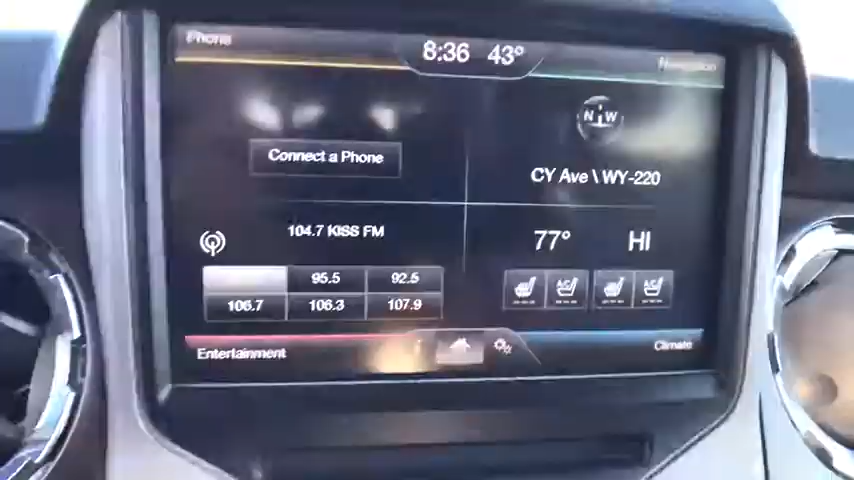 Phone
8:36 43°
Navigation
N W
Connect a Phone
CY Ave \ WY-220
104.7 KISS FM
77° HI
95.5 92.5
106.7 106.3 107.9
A/C A/C
Entertainment
Climate